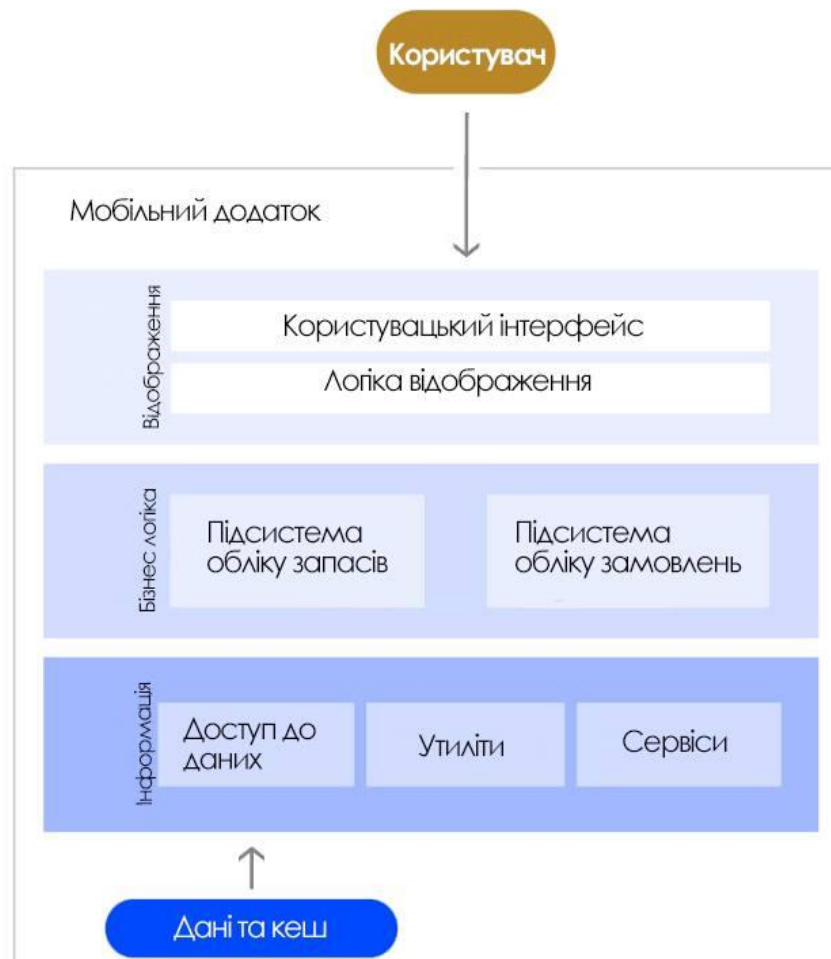 Користувач
Мобільний додаток
Відображення
Користувацький інтерфейс
Логіка відображення
Бізнес логіка
Підсистема
обліку запасів
Підсистема
обліку замовлень
Інформація
Доступ до
даних
Утиліти
Сервіси
Дані та кеш